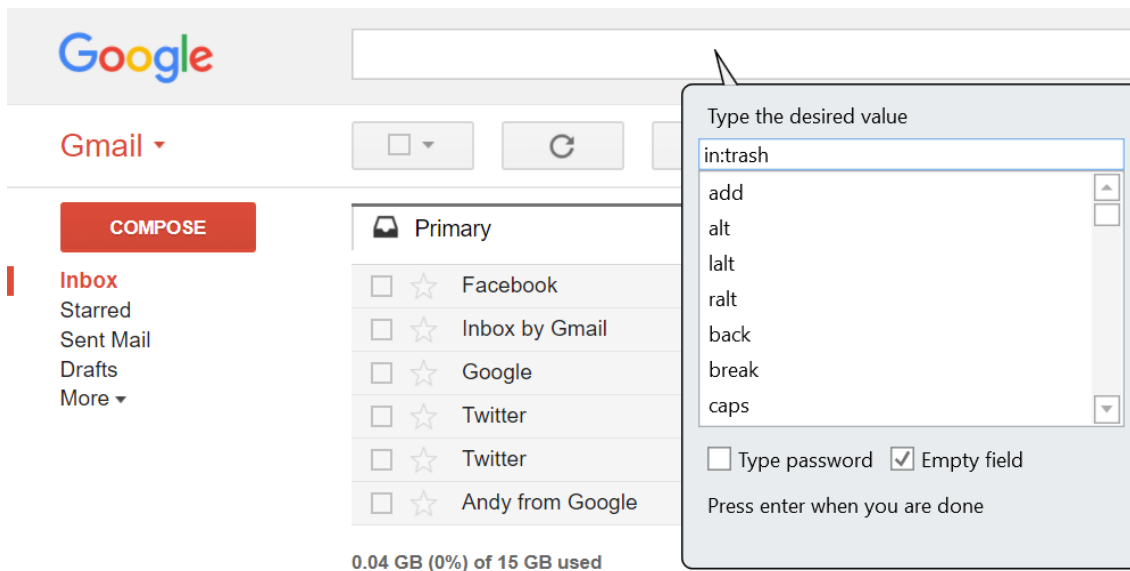 Google
Type the desired value
Gmail
in:trash
add
COMPOSE
Primary
alt
Inbox
Facebook
lalt
Starred
ralt
Sent Mail
Inbox by Gmail
back
Drafts
Google
break
More
Twitter
caps
Twitter
Type password Empty field
Andy from Google
Press enter when you are done
0.04 GB (0%) of 15 GB used